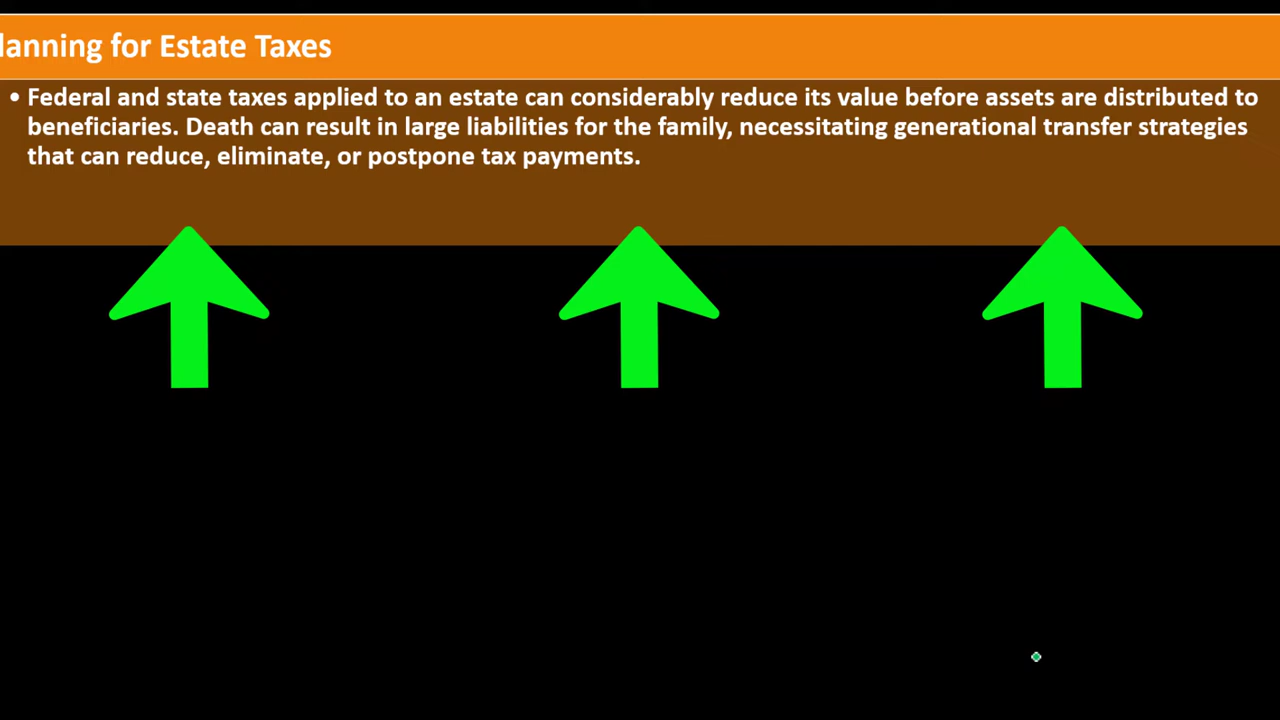 lanning for Estate Taxes
• Federal and state taxes applied to an estate can considerably reduce its value before assets are distributed to
beneficiaries. Death can result in large liabilities for the family, necessitating generational transfer strategies
that can reduce, eliminate, or postpone tax payments.